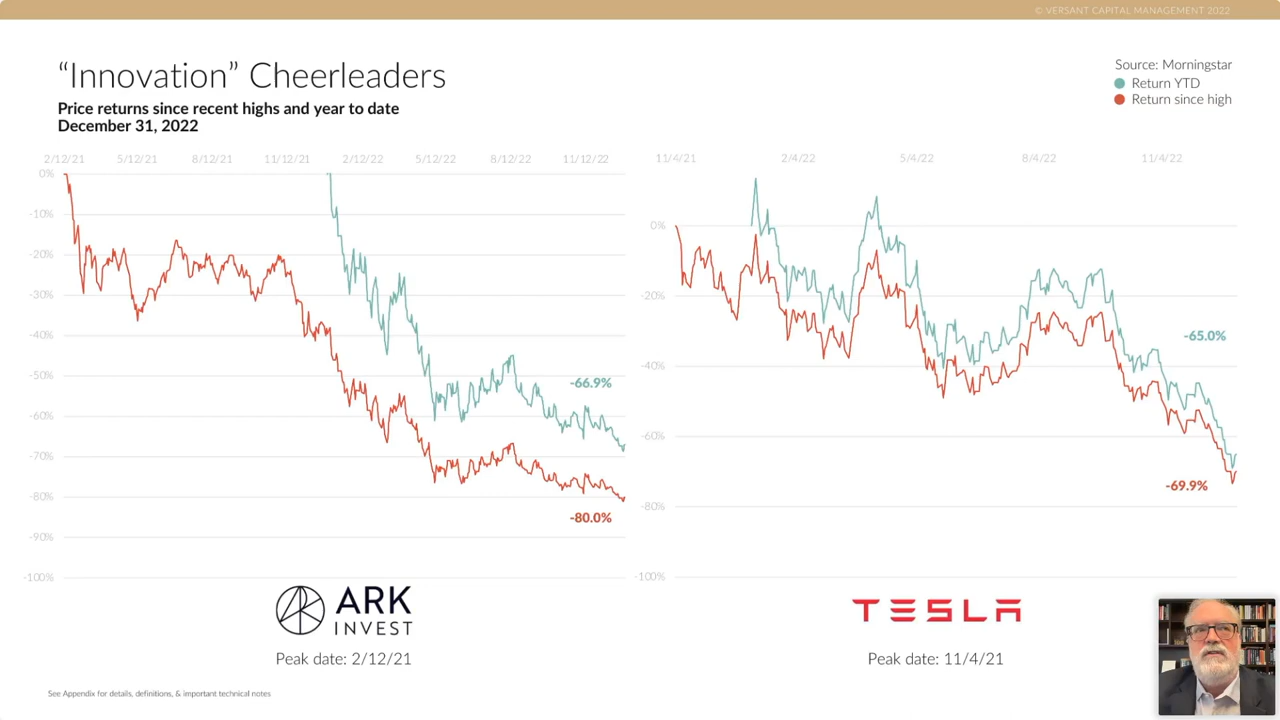 © VERSANT CAPITAL MANAGEMENT 2022
“Innovation” Cheerleaders
Price returns since recent highs and year to date
December 31, 2022
Source: Morningstar
Return YTD
Return since high
2/12/21 5/12/21 8/12/21 11/12/21 2/12/22 5/12/22 8/12/22 11/12/22
0%
-10%
-20%
-30%
-40%
-50%
-60%
-70%
-80%
-90%
-100%
-66.9%
-80.0%
ARK
INVEST
Peak date: 2/12/21
11/4/21 2/4/22 5/4/22 8/4/22 11/4/22
0%
-20%
-40%
-60%
-80%
-100%
-65.0%
-69.9%
TESLA
Peak date: 11/4/21
See Appendix for details, definitions, & important technical notes